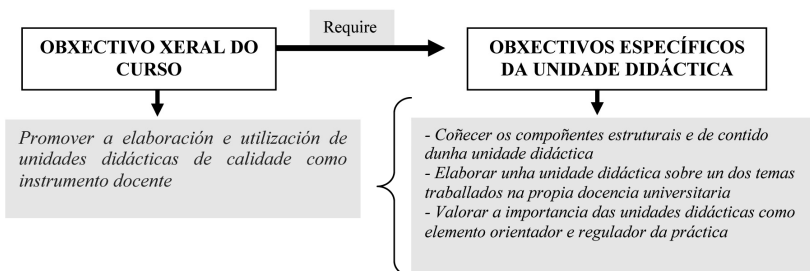 Require
OBXECTIVO XERAL DO
CURSO
OBXECTIVOS ESPECÍFICOS
DA UNIDADE DIDÁCTICA
Promover a elaboración e utilización de
unidades didácticas de calidade como
instrumento docente
- Coñecer os compoñentes estruturais e de contido
dunha unidade didáctica
- Elaborar unha unidade didáctica sobre un dos temas
traballados na propia docencia universitaria
- Valorar a importancia das unidades didácticas como
elemento orientador e regulador da práctica